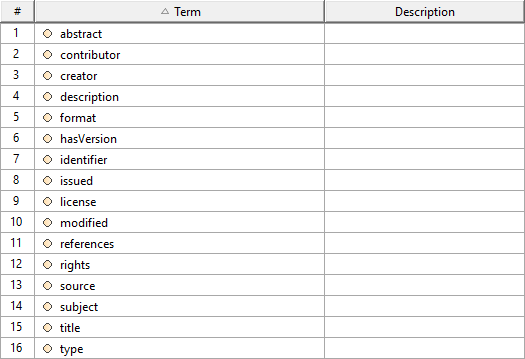 # Term Description
1 abstract
2 contributor
3 creator
4 description
5 format
6 hasVersion
7 identifier
8 issued
9 license
10 modified
11 references
12 rights
13 source
14 subject
15 title
16 type